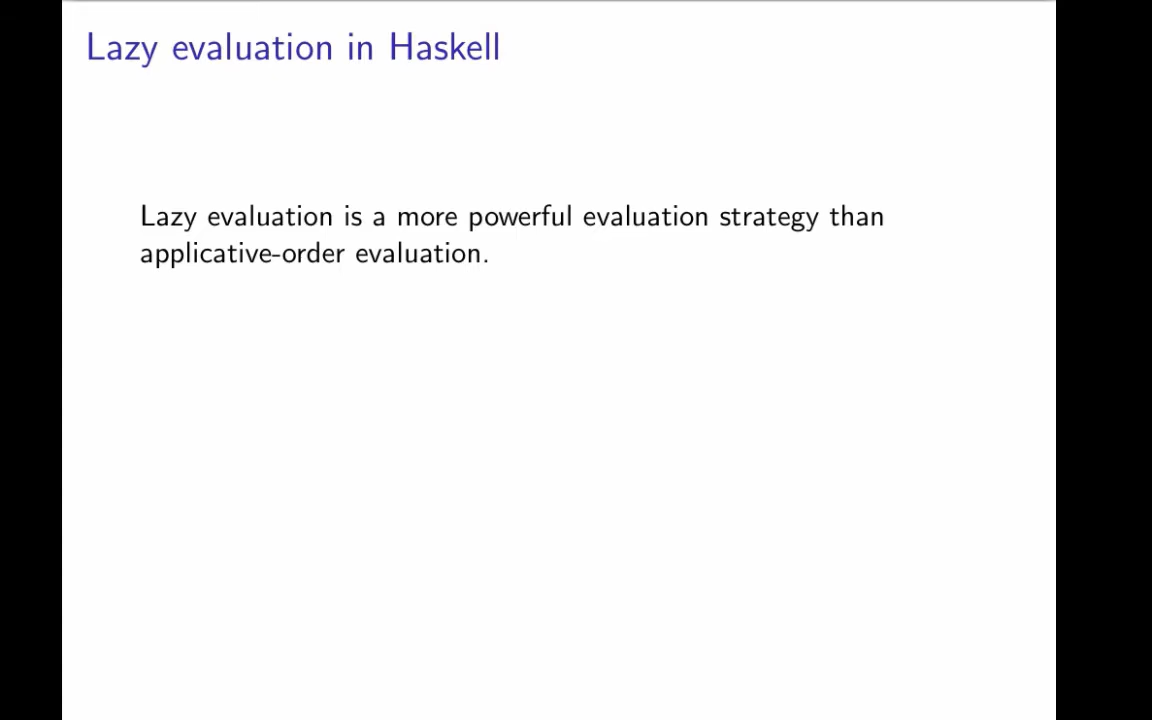 Lazy evaluation in Haskell
Lazy evaluation is a more powerful evaluation strategy than
applicative-order evaluation.